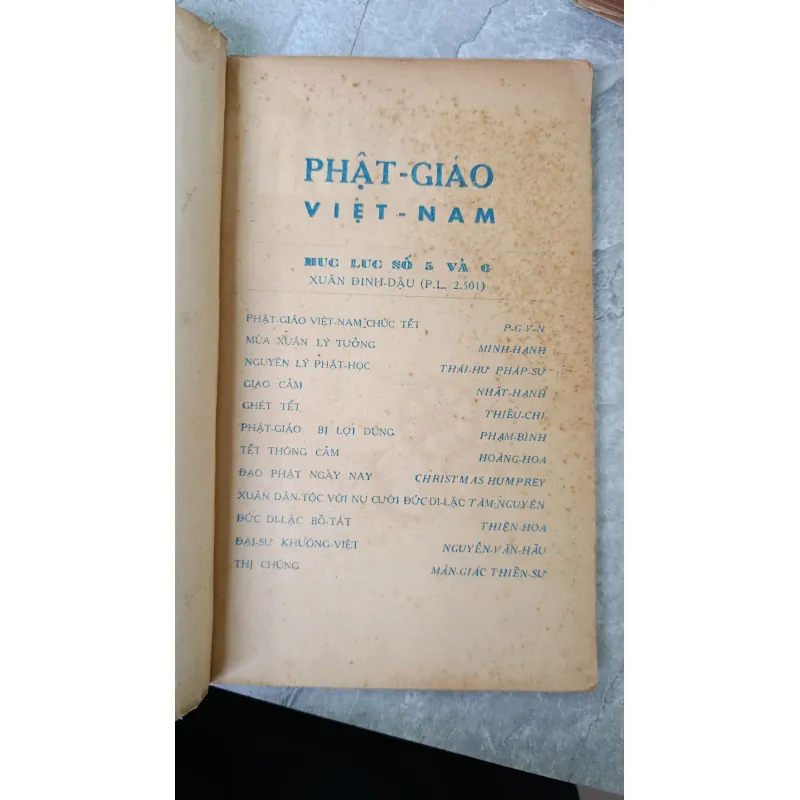 PHẬT-GIÁO
VIỆT-NAM
MỤC LỤC SỐ 5 VÀ 6
XUÂN ĐINH-DẬU (P.L. 2.501)
PHẬT-GIÁO VIỆT-NAM CHÚC TẾT P-G-V-N
MÙA XUÂN LÝ TƯỞNG MINH-HẠNH
NGUYÊN LÝ PHẬT-HỌC THÁI-HƯ PHÁP-SƯ
GIAO CẢM NHẤT-HẠNH
GHÉT TẾT THIỀU-CHI
PHẬT-GIÁO BỊ LỢI DỤNG PHẠM-BÌNH
TẾT THÔNG CẢM HOÀNG-HOA
ĐẠO PHẬT NGÀY NAY CHRISTMAS HUMPREY
XUÂN DÂN-TỘC VỚI NỤ CƯỜI ĐỨC DI-LẶC TÂM-NGUYÊN
ĐỨC DI-LẶC BỒ-TÁT THIỆN-HOA
ĐẠI-SƯ KHUÔNG-VIỆT NGUYỄN-VĂN-HẦU
THỊ CHÚNG MÃN-GIÁC THIỀN-SƯ